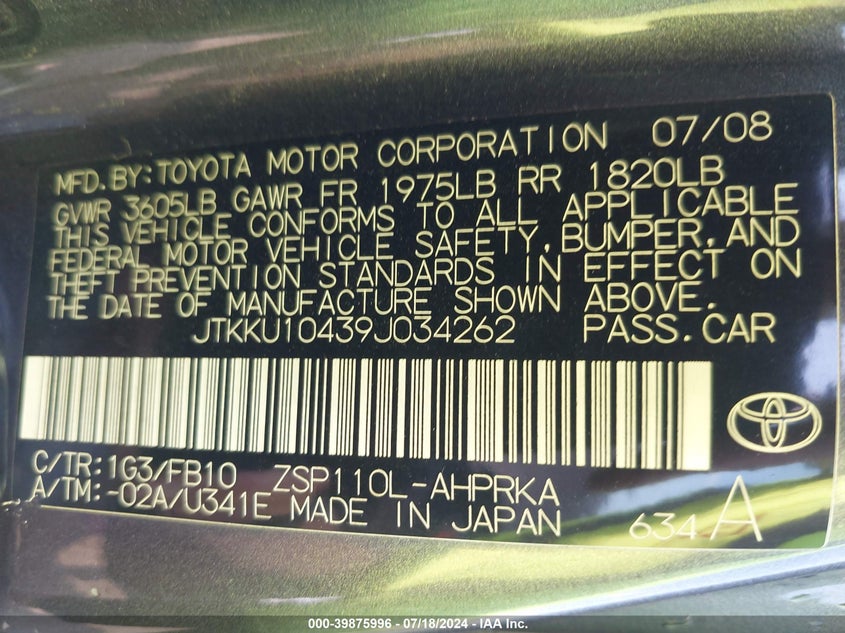 MFD. BY: TOYOTA MOTOR CORPORATION 07/08
GVWR 3605LB GAWR FR 1975LB RR 1820LB
THIS VEHICLE CONFORMS TO ALL APPLICABLE
FEDERAL MOTOR VEHICLE SAFETY, BUMPER, AND
THEFT PREVENTION STANDARDS IN EFFECT ON
THE DATE OF MANUFACTURE SHOWN ABOVE.
JTKKU10439J034262 PASS. CAR
C/TR: 1G3/FB10 ZSP110L-AHPRKA
A/TM: -02A/U341E MADE IN JAPAN 634 A
000-39875996 - 07/18/2024 - IAA Inc.